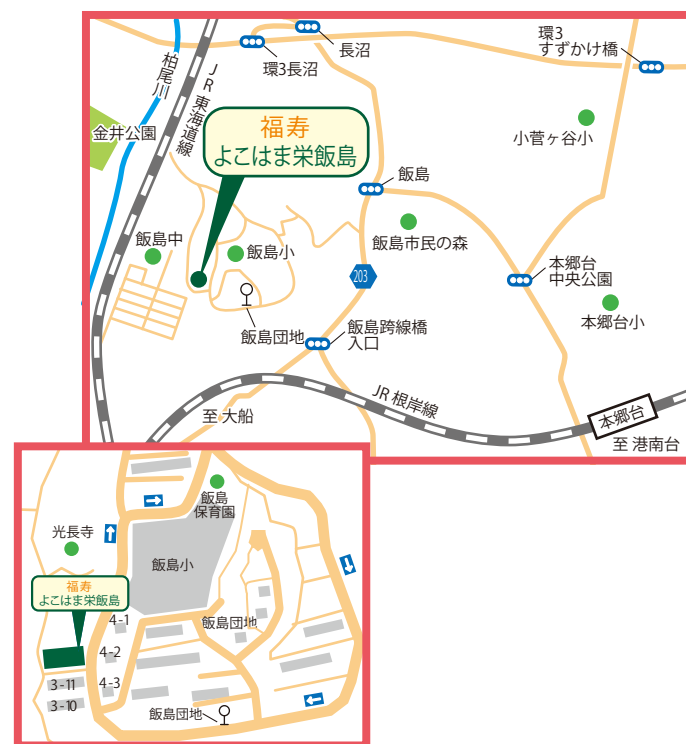 環3
すずかけ橋
長沼
環3長沼
柏尾川
JR 東海道線
小菅ヶ谷小
金井公園
福寿
よこはま栄飯島
飯島
飯島市民の森
飯島中
飯島小
本郷台
中央公園
203
飯島団地
飯島跨線橋
入口
本郷台小
JR 根岸線
至 大船
本郷台
至 港南台
飯島
保育園
光長寺
飯島小
福寿
よこはま栄飯島
4-1
飯島団地
4-2
3-11
4-3
3-10
飯島団地